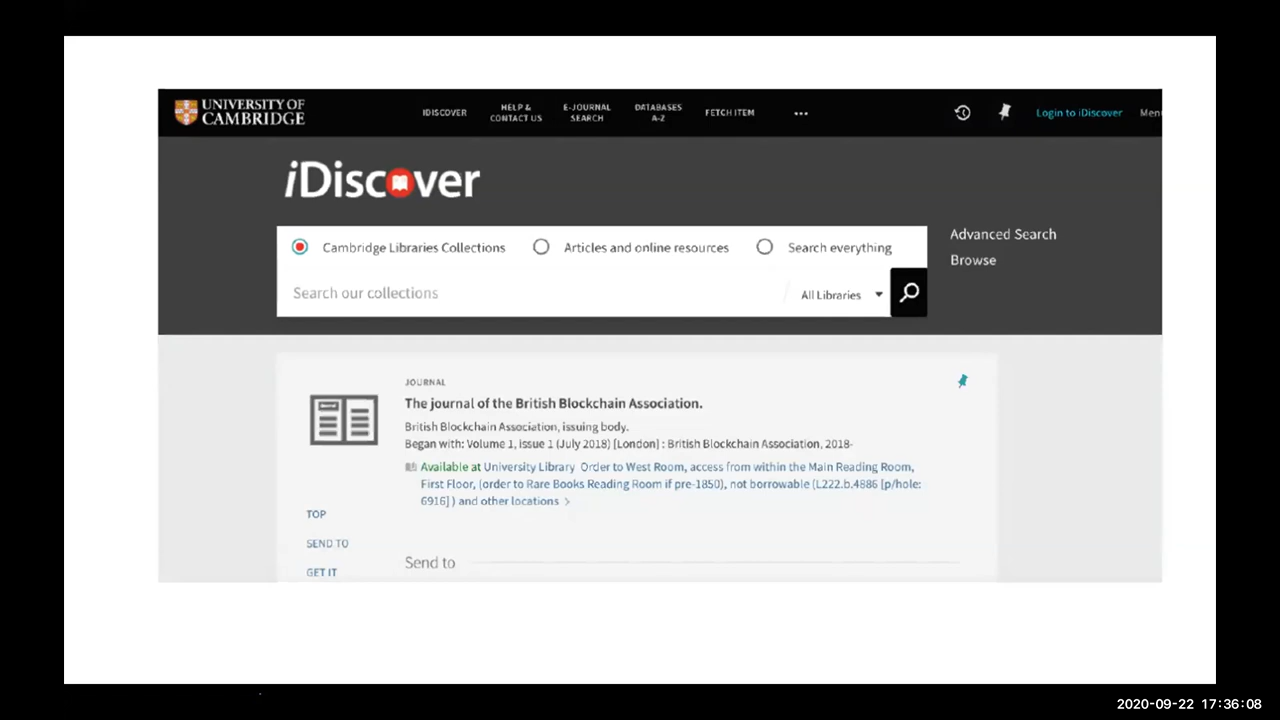 UNIVERSITY OF
CAMBRIDGE
IDISCOVER
HELP &
CONTACT US
E-JOURNAL
SEARCH
DATABASES
A-Z
FETCH ITEM
...
Login to iDiscover
Men
iDiscover
Cambridge Libraries Collections
Articles and online resources
Search everything
Advanced Search
Browse
Search our collections
All Libraries
JOURNAL
The journal of the British Blockchain Association.
British Blockchain Association, issuing body.
Began with: Volume 1, issue 1 (July 2018) [London] : British Blockchain Association, 2018-
Available at University Library Order to West Room, access from within the Main Reading Room,
First Floor, (order to Rare Books Reading Room if pre-1850), not borrowable (L222.b.4886 [p/hole:
6916] ) and other locations >
TOP
SEND TO
GET IT
Send to
2020-09-22 17:36:08